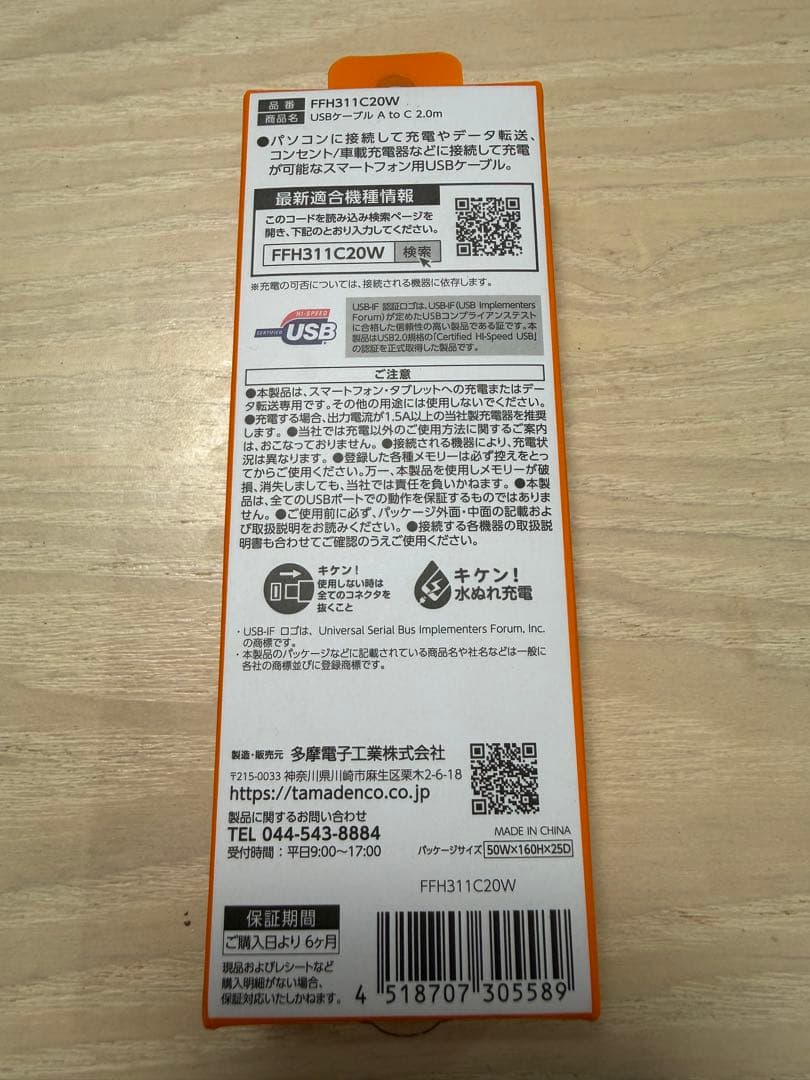 品番 FFH311C20W
商品名 USBケーブル A to C 2.0m
●パソコンに接続して充電やデータ転送、
コンセント/車載充電器などに接続して充電
が可能なスマートフォン用USBケーブル。
最新適合機種情報
このコードを読み込み検索ページを
開き、下記のとおり入力してください。
FFH311C20W 検索
※充電の可否については、接続される機器に依存します。
HI-SPEED
CERTIFIED USB
USB-IF 認証ロゴは、USB-IF(USB Implementers
Forum)が定めたUSBコンプライアンステスト
に合格した信頼性の高い製品である証です。本
製品はUSB2.0規格の「Certified HI-Speed USB」
の認証を正式取得した製品です。
ご注意
●本製品は、スマートフォン・タブレットへの充電またはデー
タ転送専用です。その他の用途には使用しないでください。
●充電する場合、出力電流が1.5A以上の当社製充電器を推奨
します。●当社では充電以外のご使用方法に関するご案内
は、おこなっておりません。●接続される機器により、充電状
況は異なります。●登録した各種メモリーは必ず控えをとっ
てからご使用ください。万一、本製品を使用しメモリーが破
損、消失しましても、当社では責任を負いかねます。●本製
品は、全てのUSBポートでの動作を保証するものではありま
せん。●ご使用前に必ず、パッケージ外面・中面の記載およ
び取扱説明をお読みください。●接続する各機器の取扱説
明書も合わせてご確認のうえご使用ください。
キケン!
使用しない時は
全てのコネクタを
抜くこと
キケン!
水ぬれ充電
・USB-IF ロゴは、Universal Serial Bus Implementers Forum, Inc.
の商標です。
・本製品のパッケージなどに記載されている商品名や社名などは一般に
各社の商標並びに登録商標です。
製造・販売元 多摩電子工業株式会社
〒215-0033 神奈川県川崎市麻生区栗木2-6-18
https://tamadenco.co.jp
製品に関するお問い合わせ
TEL 044-543-8884
受付時間：平日9:00〜17:00
MADE IN CHINA
パッケージサイズ 50W×160H×25D
FFH311C20W
保証期間
ご購入日より 6ヶ月
現品およびレシートなど
購入明細がない場合、
保証対応いたしかねます。
4 518707 305589